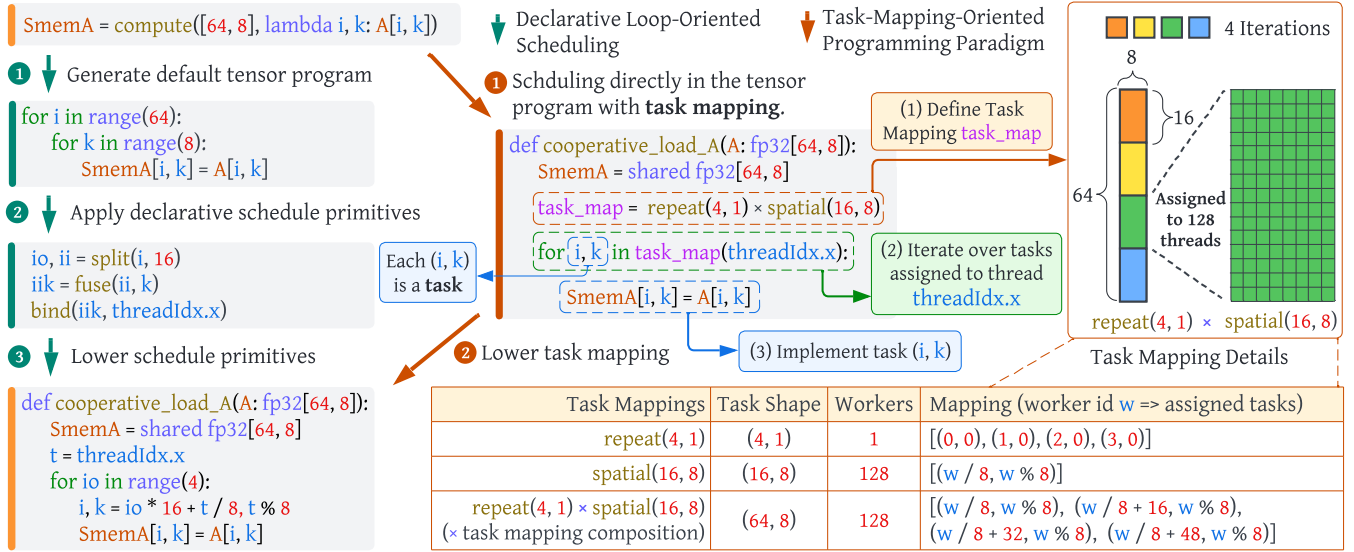 SmemA = compute([64, 8], lambda i, k: A[i, k])
1 Generate default tensor program
for i in range(64):
for k in range(8):
SmemA[i, k] = A[i, k]
2 Apply declarative schedule primitives
io, ii = split(i, 16)
iik = fuse(ii, k)
bind(iik, threadIdx.x)
3 Lower schedule primitives
def cooperative_load_A(A: fp32[64, 8]):
SmemA = shared fp32[64, 8]
t = threadIdx.x
for io in range(4):
i, k = io * 16 + t / 8, t % 8
SmemA[i, k] = A[i, k]
Declarative Loop-Oriented
Scheduling
Task-Mapping-Oriented
Programming Paradigm
1 Schduling directly in the tensor
program with task mapping.
def cooperative_load_A(A: fp32[64, 8]):
SmemA = shared fp32[64, 8]
task_map = repeat(4, 1) × spatial(16, 8)
for i, k in task_map(threadIdx.x):
SmemA[i, k] = A[i, k]
Each (i, k)
is a task
(1) Define Task
Mapping task_map
(2) Iterate over tasks
assigned to thread
threadIdx.x
(3) Implement task (i, k)
2 Lower task mapping
4 Iterations
8
16
64
Assigned
to 128
threads
repeat(4, 1) × spatial(16, 8)
Task Mapping Details
Task Mappings Task Shape Workers Mapping (worker id w => assigned tasks)
repeat(4, 1) (4, 1) 1 [(0, 0), (1, 0), (2, 0), (3, 0)]
spatial(16, 8) (16, 8) 128 [(w / 8, w % 8)]
repeat(4, 1) × spatial(16, 8)
(× task mapping composition)
(64, 8) 128
[(w / 8, w % 8), (w / 8 + 16, w % 8),
(w / 8 + 32, w % 8), (w / 8 + 48, w % 8)]